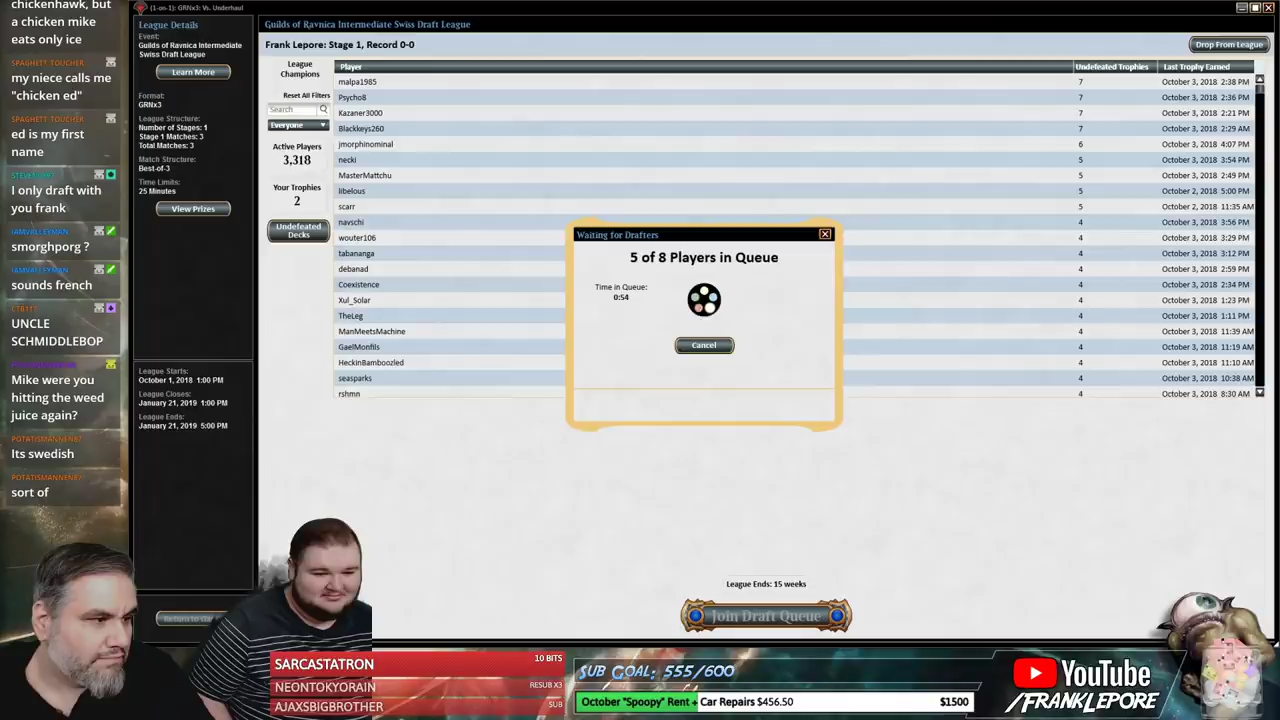 chickenhawk, but
a chicken mike
eats only ice
SPAGHETT TOUCHER
my niece calls me
"chicken ed"
SPAGHETT TOUCHER
ed is my first
name
I only draft with
you frank
IAMVALLEYMAN
smorghporg ?
IAMVALLEYMAN
sounds french
UNCLE
SCHMIDDLEBOP
Mike were you
hitting the weed
juice again?
POTATISMANNEN87
Its swedish
POTATISMANNEN87
sort of
(1-on-1): GRNx3: Vs. Underhaul
League Details
Event:
Guilds of Ravnica Intermediate
Swiss Draft League
Learn More
Format:
GRNx3
League Structure:
Number of Stages: 1
Stage 1 Matches: 3
Total Matches: 3
Match Structure:
Best-of-3
Time Limits:
25 Minutes
View Prizes
League Starts:
October 1, 2018 1:00 PM
League Closes:
January 21, 2019 1:00 PM
League Ends:
January 21, 2019 5:00 PM
Guilds of Ravnica Intermediate Swiss Draft League
Frank Lepore: Stage 1, Record 0-0
Drop From League
League
Champions
Reset All Filters
Search
Everyone
Active Players
3,318
Your Trophies
2
Undefeated
Decks
Player Undefeated Trophies Last Trophy Earned
malpa1985 7 October 3, 2018 2:38 PM
Psycho8 7 October 3, 2018 2:36 PM
Kazaner3000 7 October 3, 2018 2:21 PM
Blackkeys260 7 October 3, 2018 2:29 AM
jmorphinominal 6 October 3, 2018 4:07 PM
necki 5 October 3, 2018 3:54 PM
MasterMattchu 5 October 3, 2018 2:49 PM
libelous 5 October 2, 2018 5:00 PM
scarr 5 October 2, 2018 11:35 AM
navschi 4 October 3, 2018 3:56 PM
wouter106 4 October 3, 2018 3:29 PM
tabananga 4 October 3, 2018 3:12 PM
debanad 4 October 3, 2018 2:59 PM
Coexistence 4 October 3, 2018 2:34 PM
Xul_Solar 4 October 3, 2018 1:23 PM
TheLeg 4 October 3, 2018 1:11 PM
ManMeetsMachine 4 October 3, 2018 11:39 AM
GaelMonfils 4 October 3, 2018 11:19 AM
HeckinBamboozled 4 October 3, 2018 11:10 AM
seasparks 4 October 3, 2018 10:38 AM
rshmn 4 October 3, 2018 8:30 AM
Waiting for Drafters
5 of 8 Players in Queue
Time in Queue:
0:54
Cancel
League Ends: 15 weeks
Join Draft Queue
SARCASTATRON 10 BITS
NEONTOKYORAIN RESUB X3
AJAXSBIGBROTHER SUB
SUB GOAL: 555/600
October "Spoopy" Rent + Car Repairs $456.50 $1500
YouTube
/FRANKLEPORE